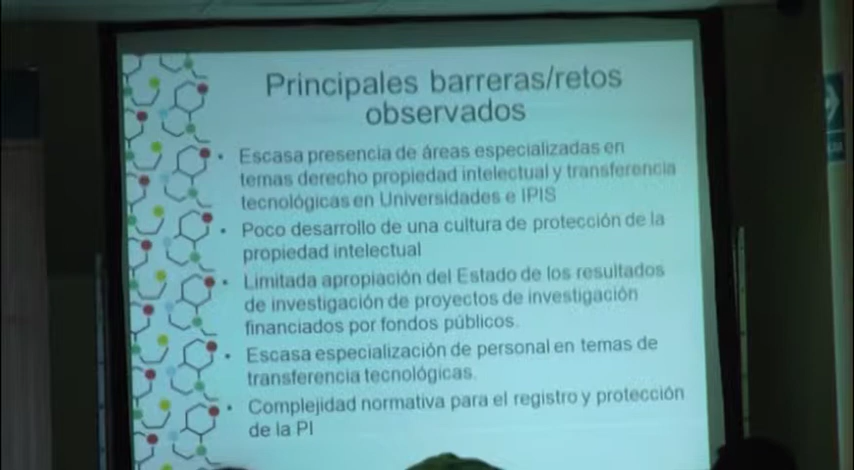 Principales barreras/retos
observados
• Escasa presencia de áreas especializadas en
temas derecho propiedad intelectual y transferencia
tecnológicas en Universidades e IPIS
• Poco desarrollo de una cultura de protección de la
propiedad intelectual
• Limitada apropiación del Estado de los resultados
de investigación de proyectos de investigación
financiados por fondos públicos.
• Escasa especialización de personal en temas de
transferencia tecnológicas.
• Complejidad normativa para el registro y protección
de la PI